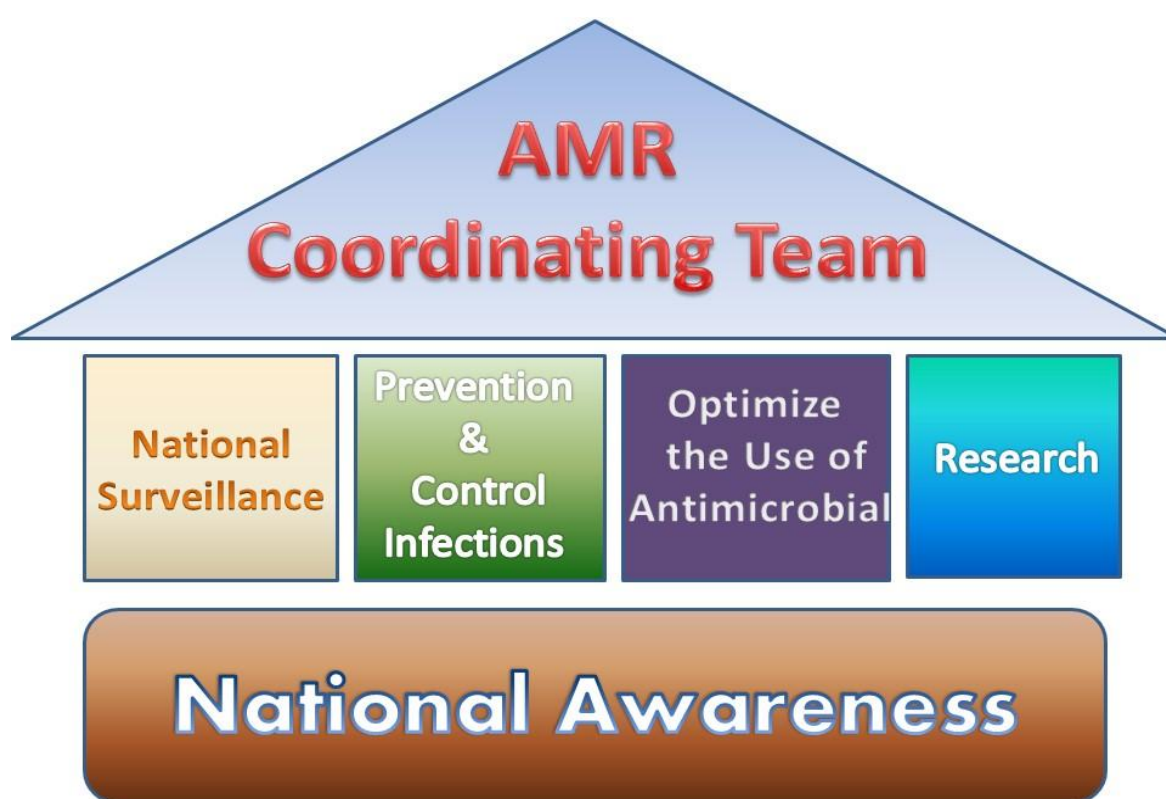 AMR
Coordinating Team
National
Surveillance
Prevention
&
Control
Infections
Optimize
the Use of
Antimicrobial
Research
National Awareness